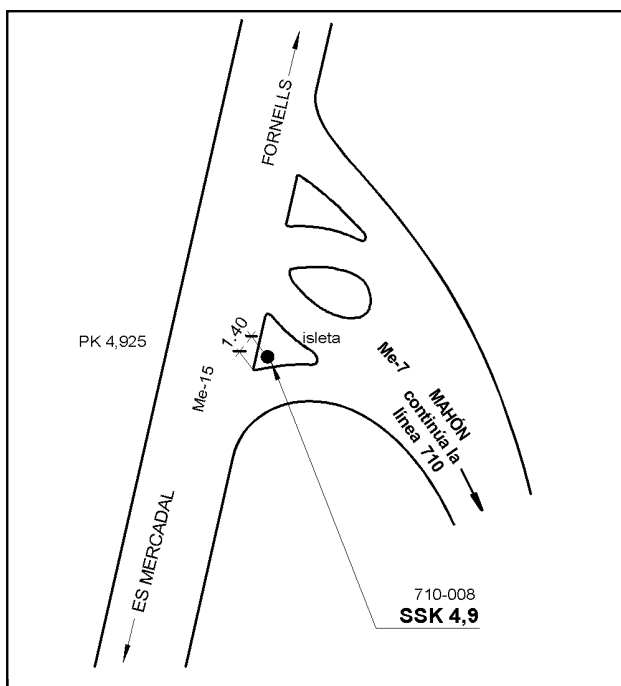 FORNELLS
PK 4,925
1.40
isleta
Me-15
Me-7
MAHÓN
continúa la
línea 710
ES MERCADAL
710-008
SSK 4,9